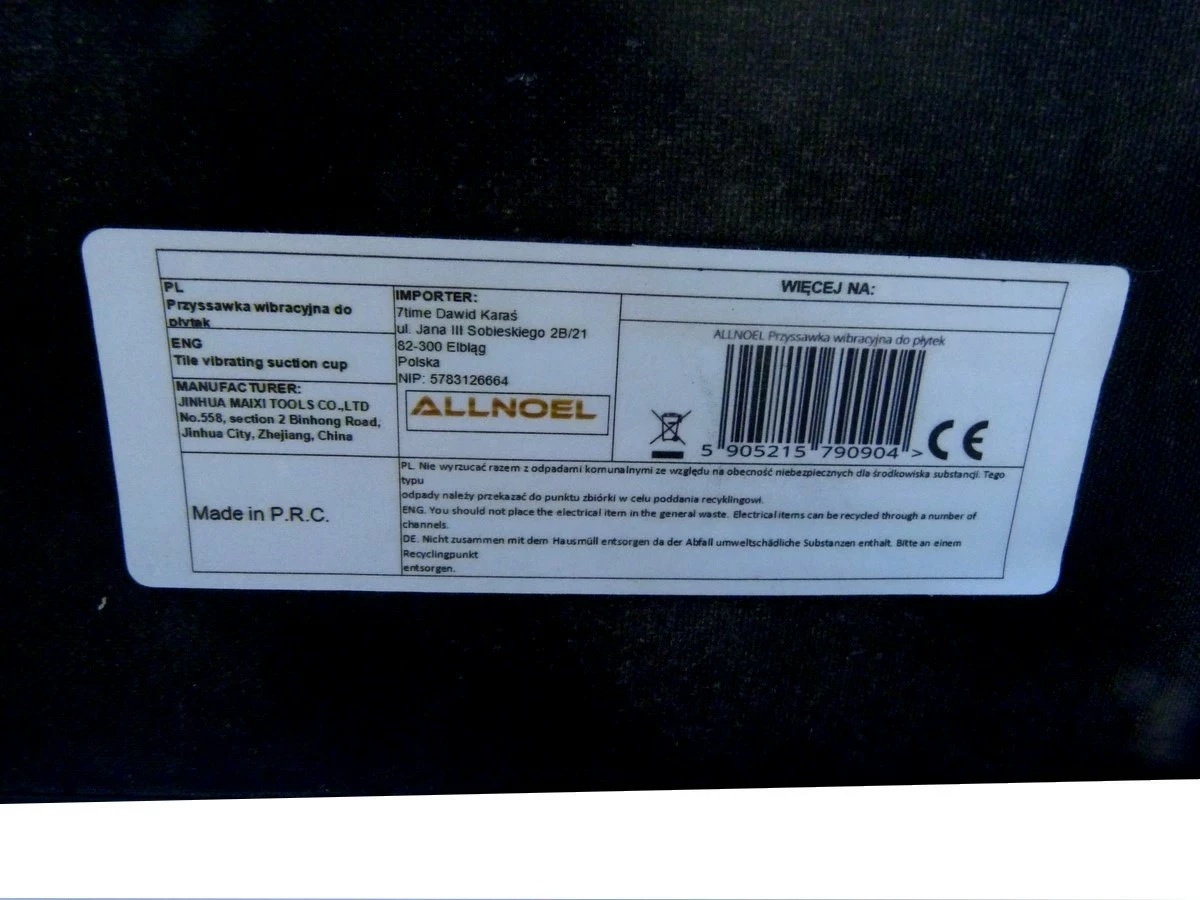 WIĘCEJ NA:
PL
Przyssawka wibracyjna do
płytek
ENG
Tile vibrating suction cup
MANUFACTURER:
JINHUA MAIXI TOOLS CO.,LTD
No.558, section 2 Binhong Road,
Jinhua City, Zhejiang, China
IMPORTER:
7time Dawid Karaś
ul. Jana III Sobieskiego 2B/21
82-300 Elbląg
Polska
NIP: 5783126664
ALLNOEL
ALLNOEL Przyssawka wibracyjna do płytek
5 905215 790904 >
CE
Made in P.R.C.
PL. Nie wyrzucać razem z odpadami komunalnymi ze względu na obecność niebezpiecznych dla środkowiska substancji. Tego
typu
odpady należy przekazać do punktu zbiórki w celu poddania recyklingowi.
ENG. You should not place the electrical item in the general waste. Electrical items can be recycled through a number of
channels.
DE. Nicht zusammen mit dem Hausmüll entsorgen da der Abfall umweltschädliche Substanzen enthalt. Bitte an einem
Recyclingpunkt
entsorgen.